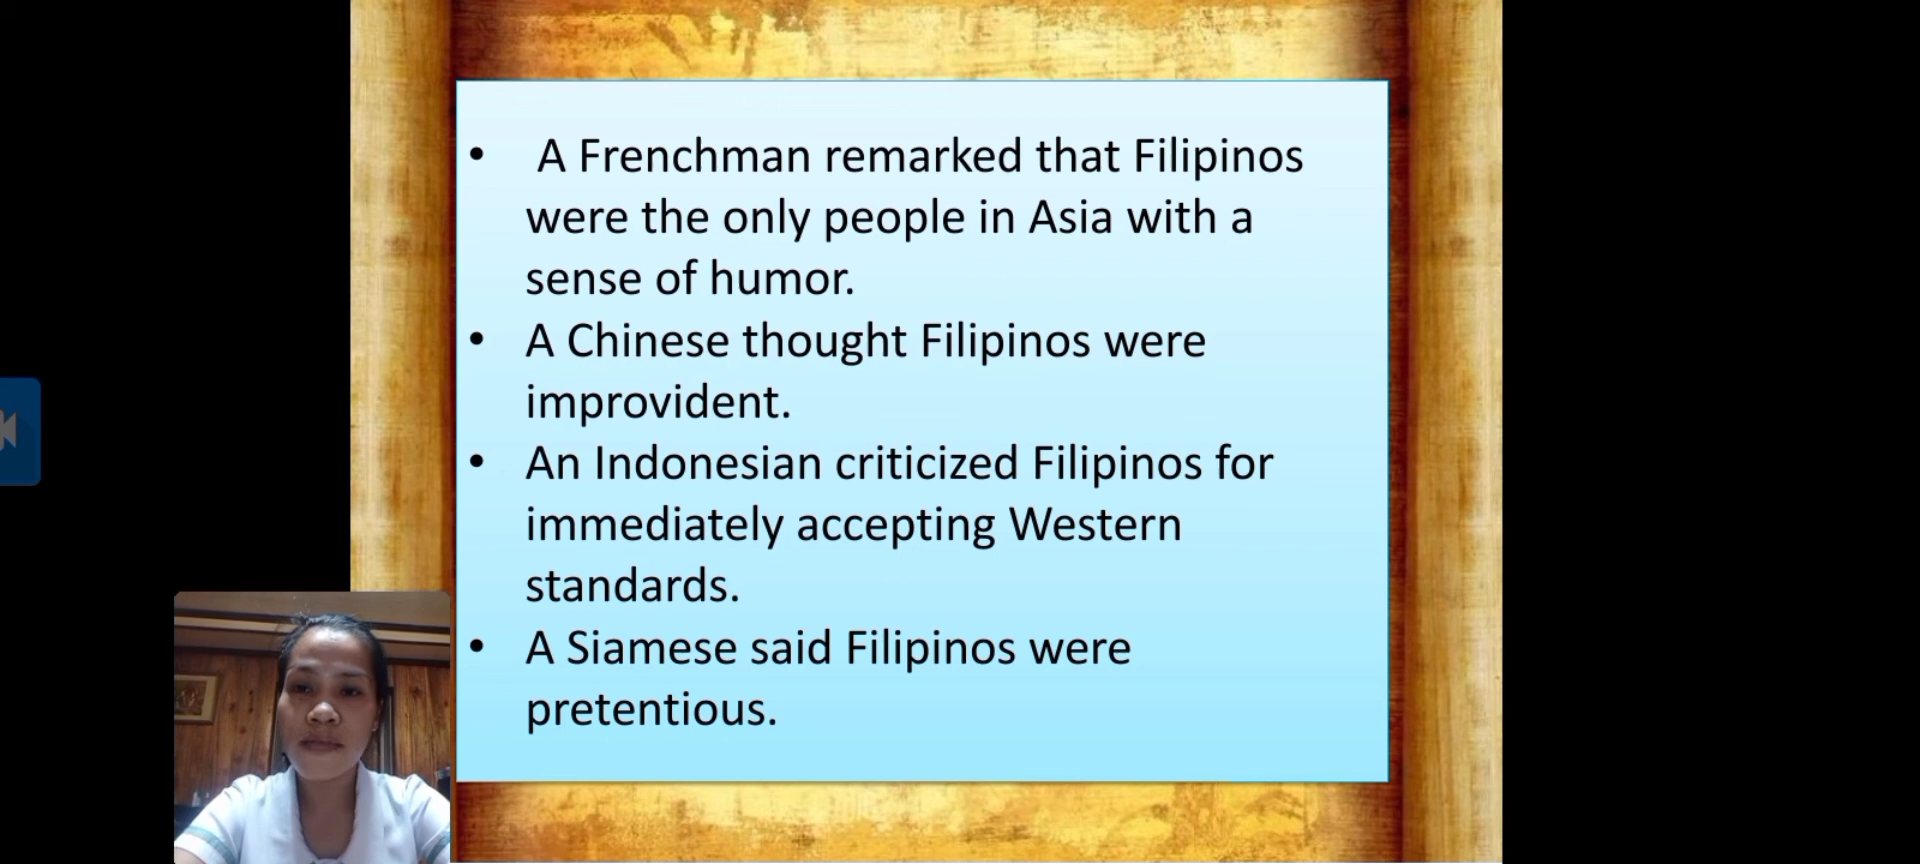 • A Frenchman remarked that Filipinos
were the only people in Asia with a
sense of humor.
• A Chinese thought Filipinos were
improvident.
• An Indonesian criticized Filipinos for
immediately accepting Western
standards.
• A Siamese said Filipinos were
pretentious.